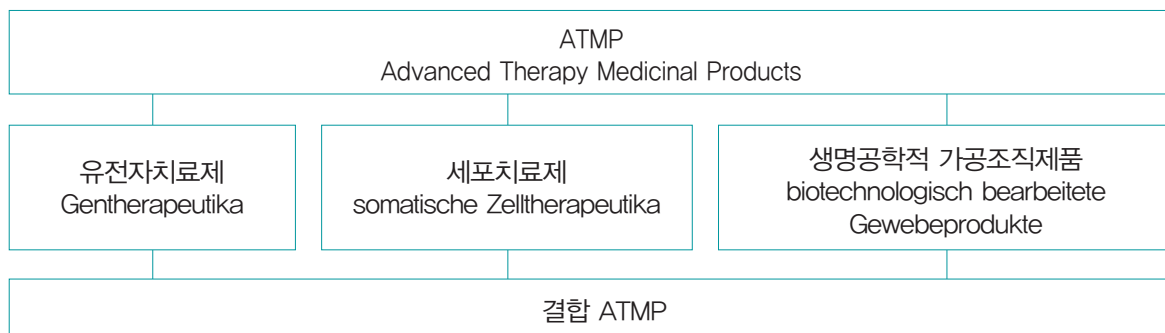 ATMP
Advanced Therapy Medicinal Products
유전자치료제
Gentherapeutika
세포치료제
somatische Zelltherapeutika
생명공학적 가공조직제품
biotechnologisch bearbeitete
Gewebeprodukte
결합 ATMP